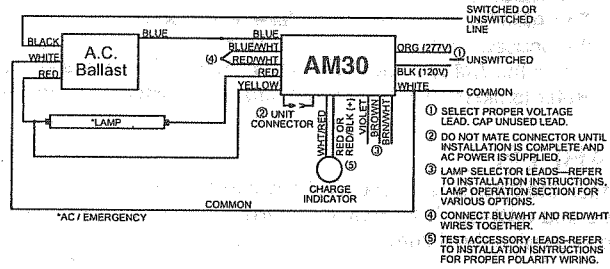 SWITCHED OR
UNSWITCHED
LINE
BLACK
WHITE
RED
A.C.
Ballast
BLUE
BLUE
BLUE/WHT
④
RED/WHT
RED
YELLOW
AM30
ORG (277V)
①
UNSWITCHED
BLK (120V)
WHITE
COMMON
*LAMP
② UNIT
CONNECTOR
WHT/RED
RED OR
RED/BLK (+)
VIOLET
BROWN
BRN/WHT
③
⑤
CHARGE
INDICATOR
COMMON
*AC / EMERGENCY
① SELECT PROPER VOLTAGE
LEAD. CAP UNUSED LEAD.
② DO NOT MATE CONNECTOR UNTIL
INSTALLATION IS COMPLETE AND
AC POWER IS SUPPLIED.
③ LAMP SELECTOR LEADS—REFER
TO INSTALLATION INSTRUCTIONS,
LAMP OPERATION SECTION FOR
VARIOUS OPTIONS.
④ CONNECT BLU/WHT AND RED/WHT
WIRES TOGETHER.
⑤ TEST ACCESSORY LEADS-REFER
TO INSTALLATION ISNTRUCTIONS
FOR PROPER POLARITY WIRING.